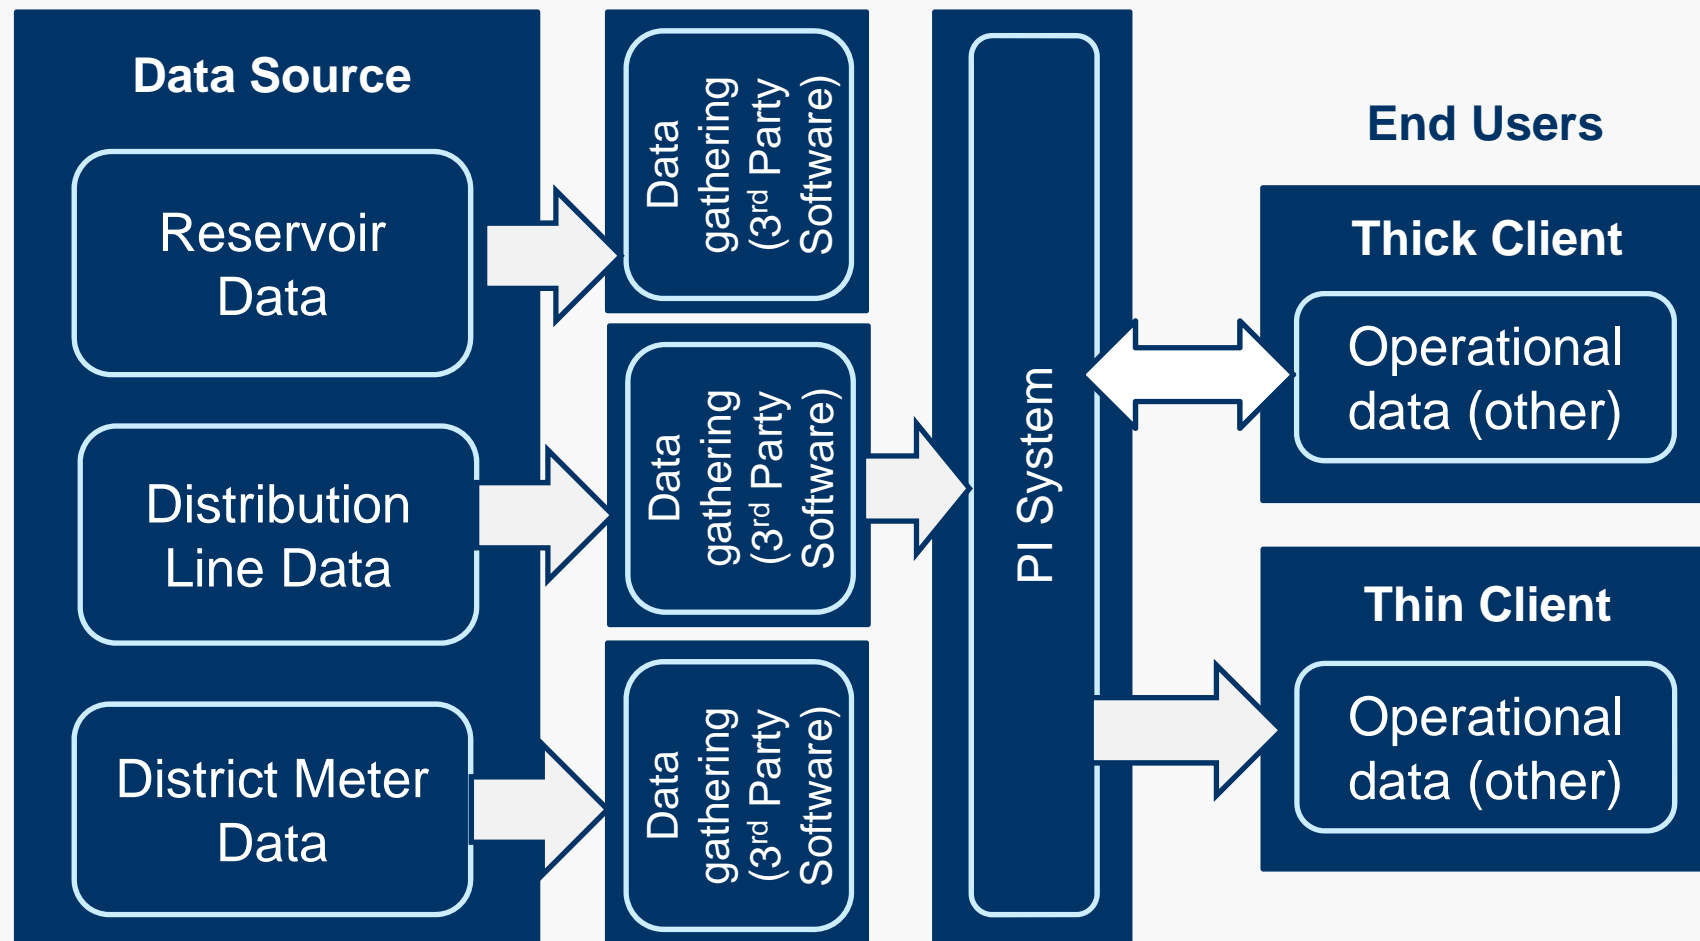 Data Source
Reservoir
Data
Distribution
Line Data
District Meter
Data
Data
gathering
(3rd Party
Software)
Data
gathering
(3rd Party
Software)
Data
gathering
(3rd Party
Software)
PI System
End Users
Thick Client
Operational
data (other)
Thin Client
Operational
data (other)